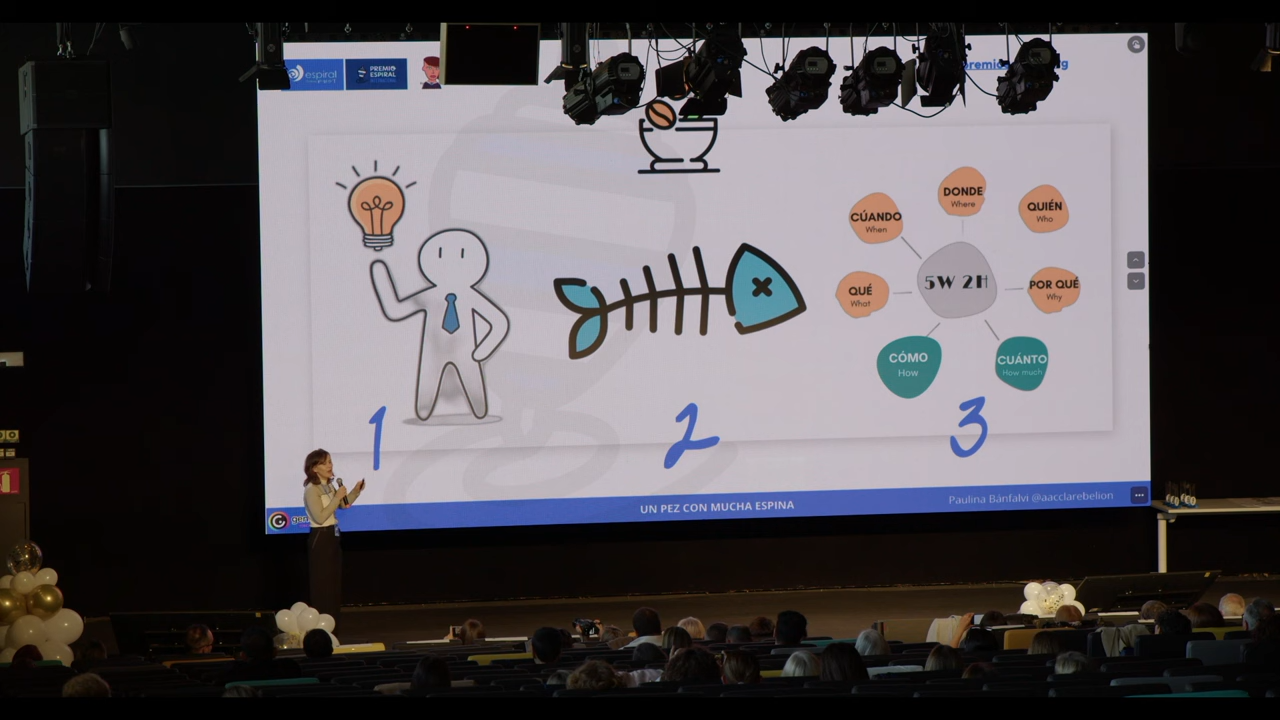 espiral
PREMIO
ESPIRAL
DONDE
Where
CÚANDO
When
QUIÉN
Who
5W 2H
QUÉ
What
POR QUÉ
Why
CÓMO
How
CUÁNTO
How much
1
2
3
UN PEZ CON MUCHA ESPINA
Paulina Bánfalvi @aacclarebelion